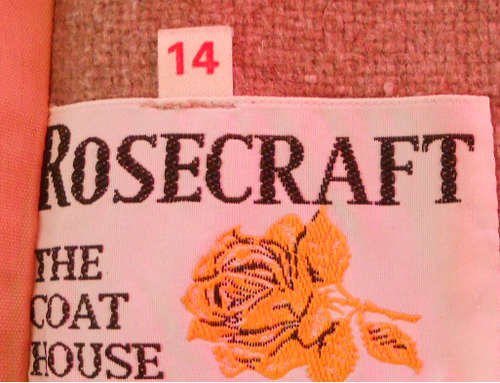 14
ROSECRAFT
THE
COAT
HOUSE